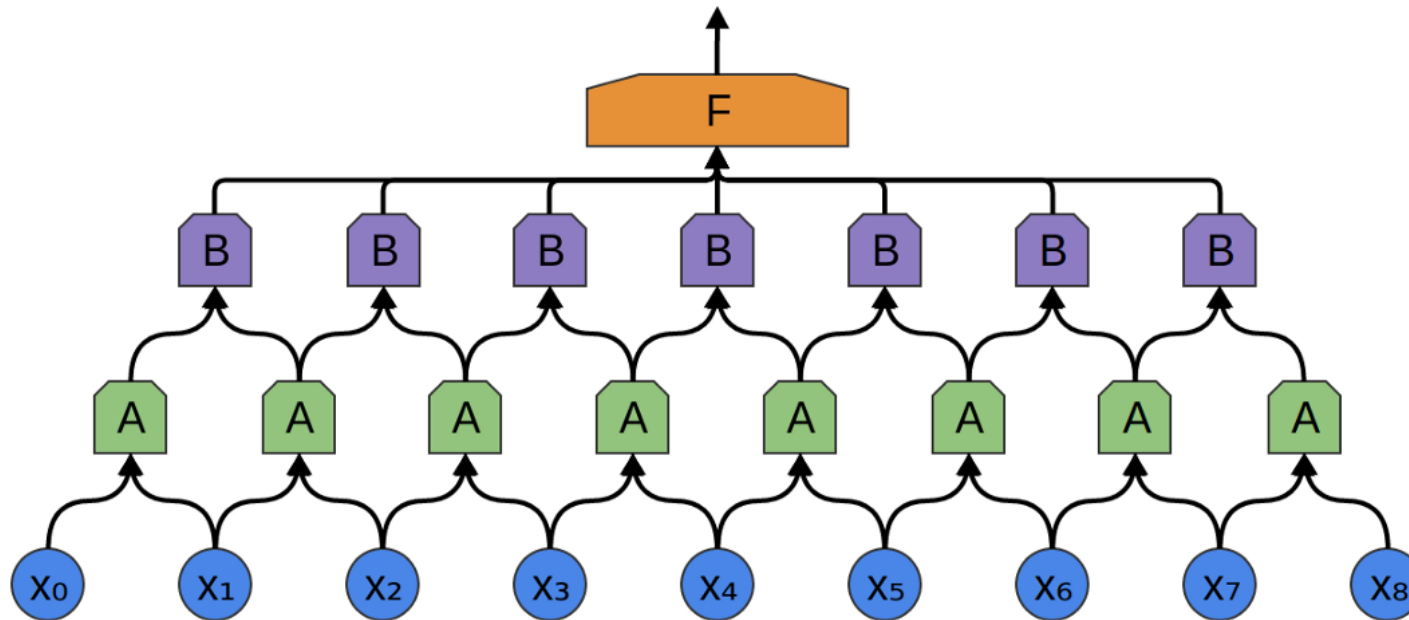 F
B B B B B B B
A A A A A A A A
x₀ x₁ x₂ x₃ x₄ x₅ x₆ x₇ x₈